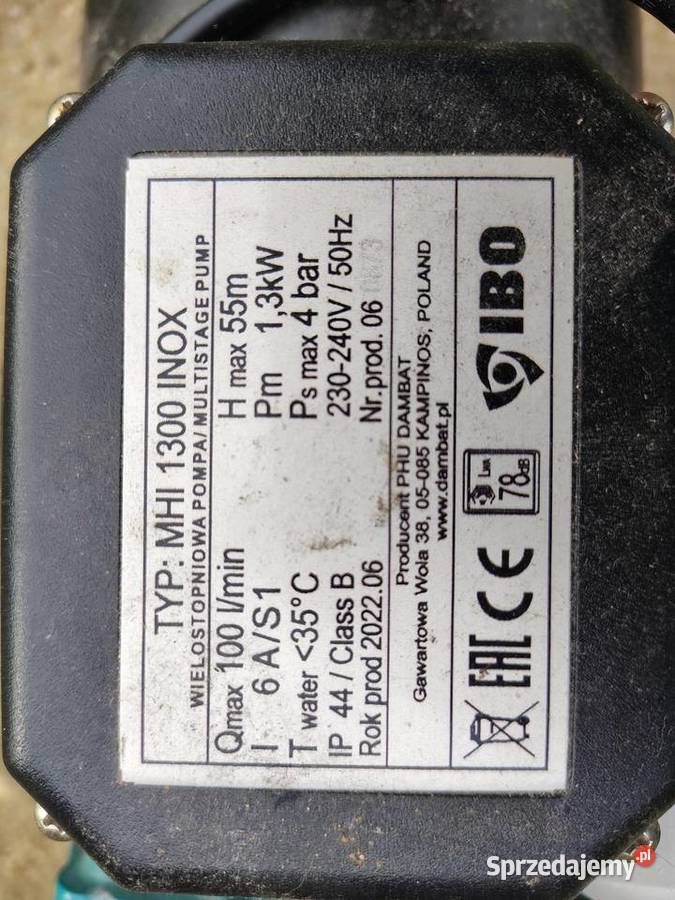 TYP: MHI 1300 INOX
WIELOSTOPNIOWA POMPA/MULTISTAGE PUMP
Qmax 100 l/min H max 55m
I 6 A/S1 Pm 1,3kW
T water <35°C Ps max 4 bar
IP 44 / Class B 230-240V / 50Hz
Rok prod 2022.06 Nr.prod. 06
Producent PHU DAMBAT
Gawartowa Wola 38, 05-085 KAMPINOS, POLAND
www.dambat.pl
EAC CE LWA 78dB IBO
Sprzedajemy.pl